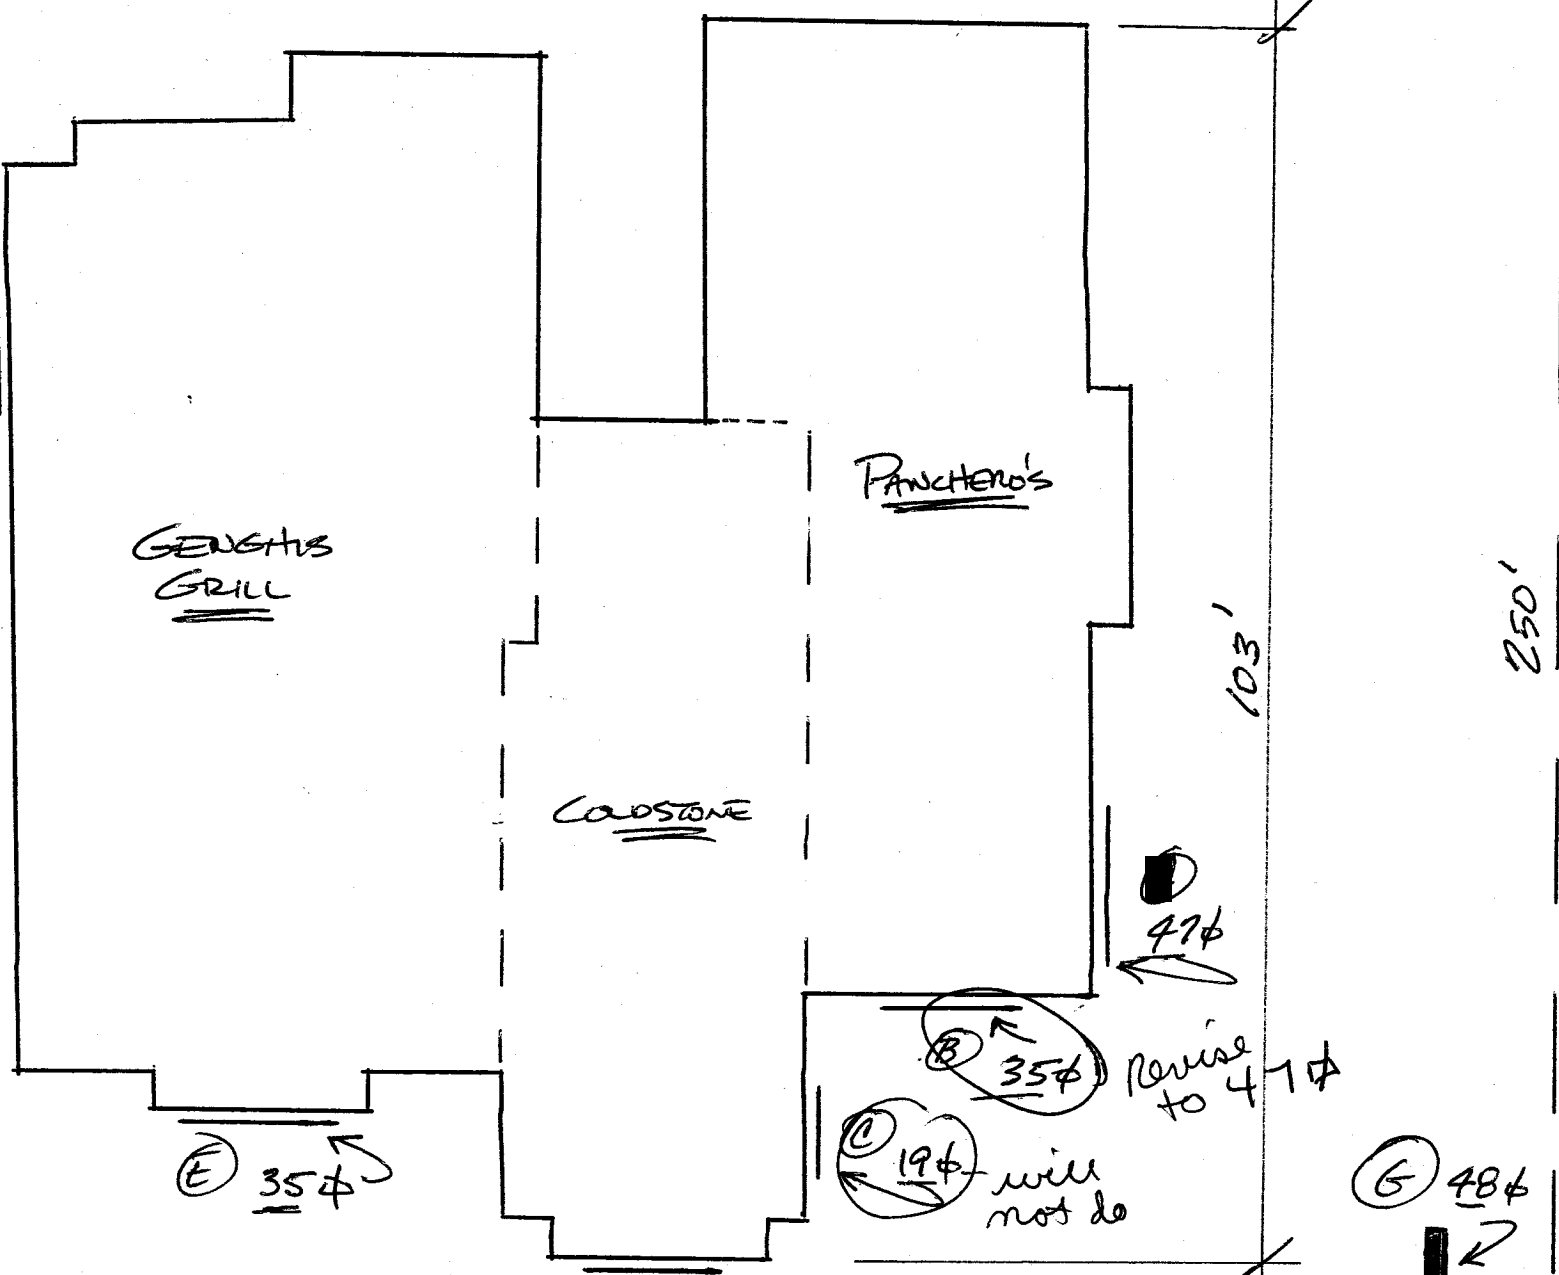 PANCHERO'S
GENGHIS
GRILL
250'
103'
COLDSTONE
47⌀
B
35⌀
Revise
to 47⌀
C
19⌀ - will
not do
E
35⌀
G 48⌀